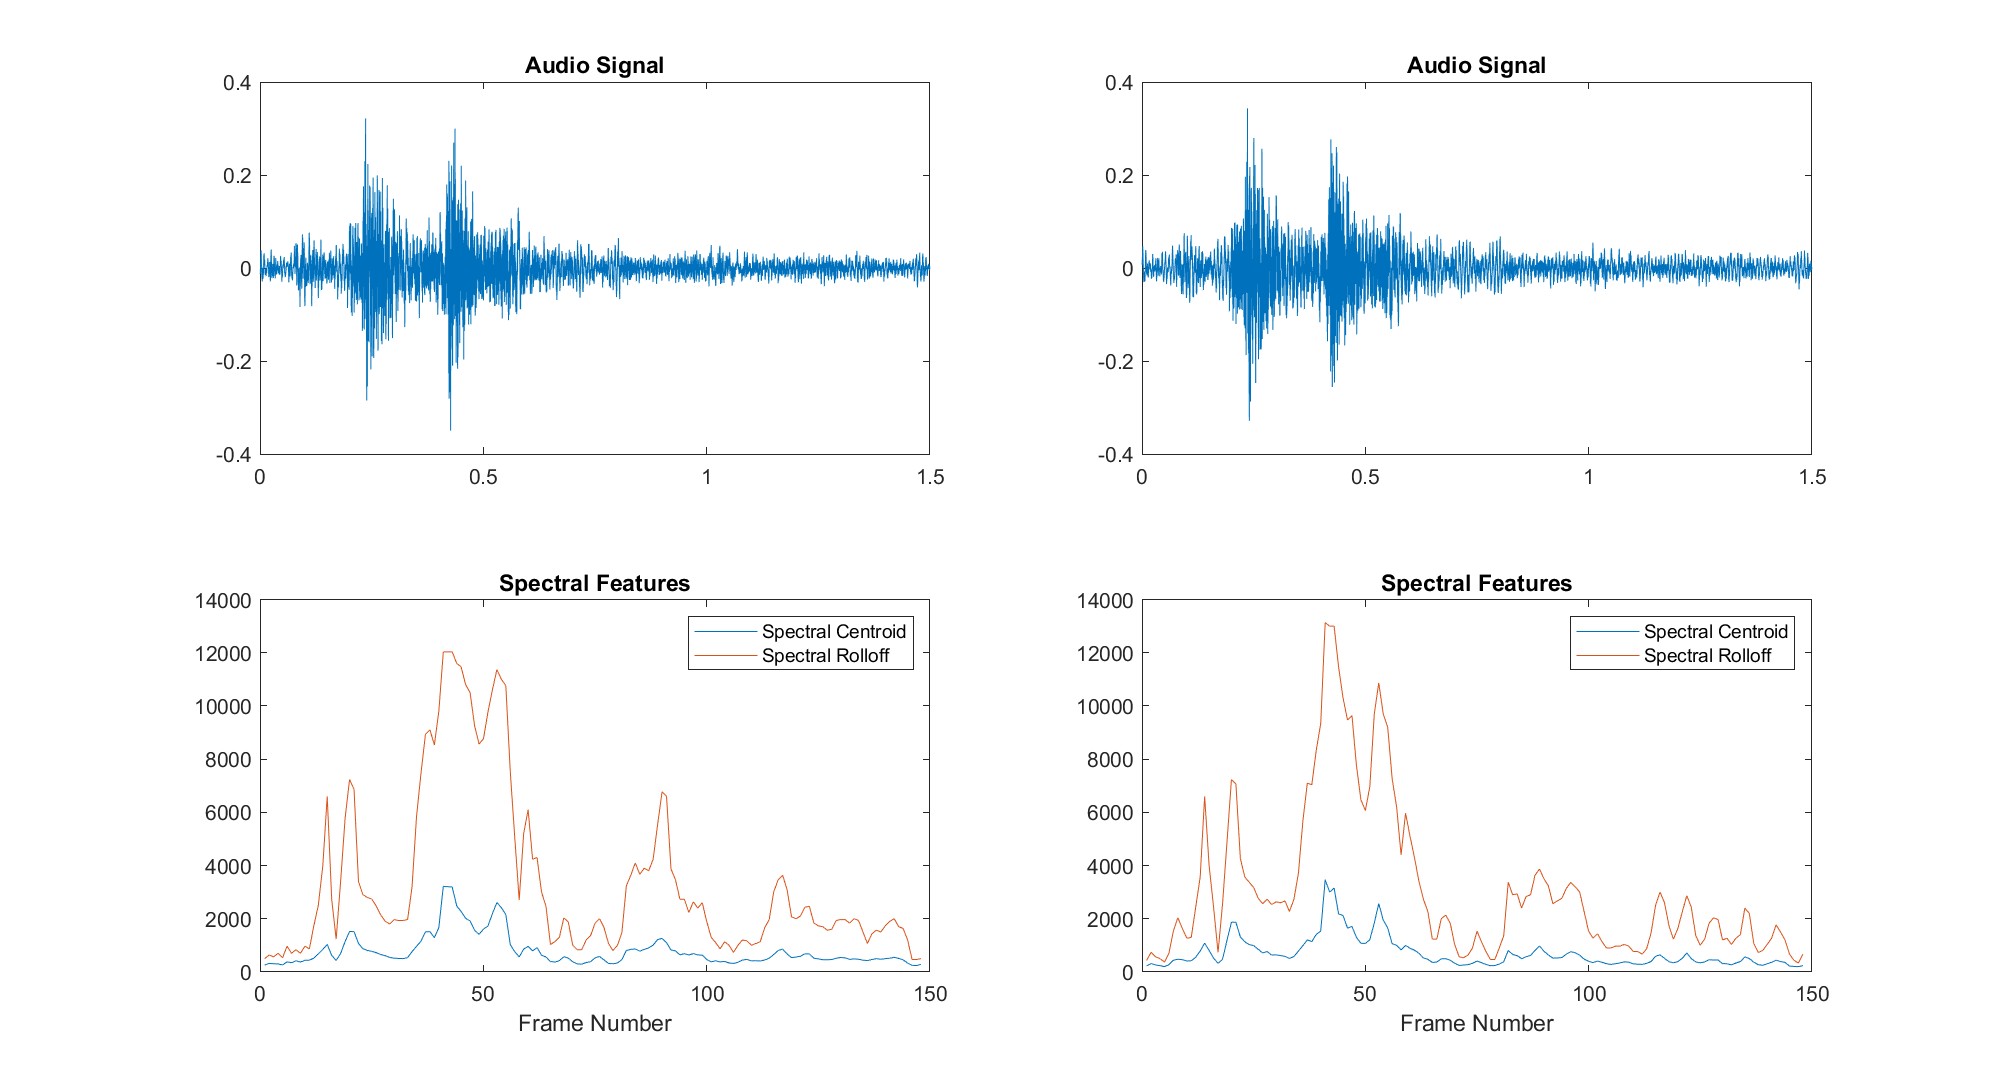 Audio Signal
0.4
0.2
0
-0.2
-0.4
0 0.5 1 1.5
Audio Signal
0.4
0.2
0
-0.2
-0.4
0 0.5 1 1.5
Spectral Features
14000
12000
10000
8000
6000
4000
2000
0
Spectral Centroid
Spectral Rolloff
0 50 100 150
Frame Number
Spectral Features
14000
12000
10000
8000
6000
4000
2000
0
Spectral Centroid
Spectral Rolloff
0 50 100 150
Frame Number